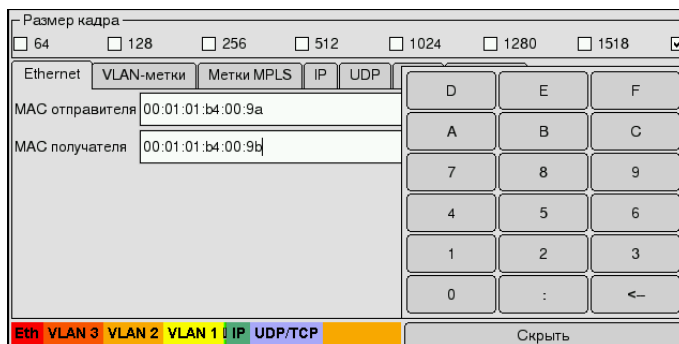 Размер кадра
64 128 256 512 1024 1280 1518
Ethernet VLAN-метки Метки MPLS IP UDP
MAC отправителя 00:01:01:b4:00:9a
MAC получателя 00:01:01:b4:00:9b
D E F
A B C
7 8 9
4 5 6
1 2 3
0 : <--
Eth VLAN 3 VLAN 2 VLAN 1 IP UDP/TCP
Скрыть